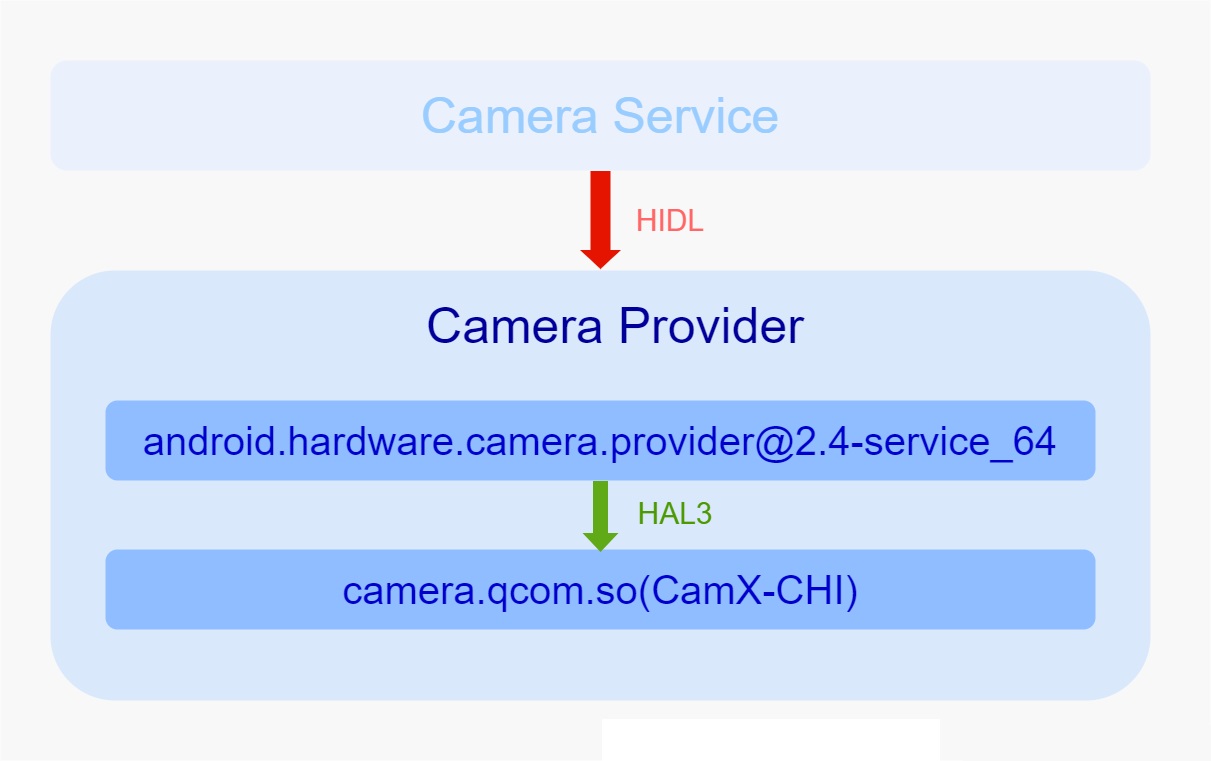 Camera Service
HIDL
Camera Provider
android.hardware.camera.provider@2.4-service_64
HAL3
camera.qcom.so(CamX-CHI)